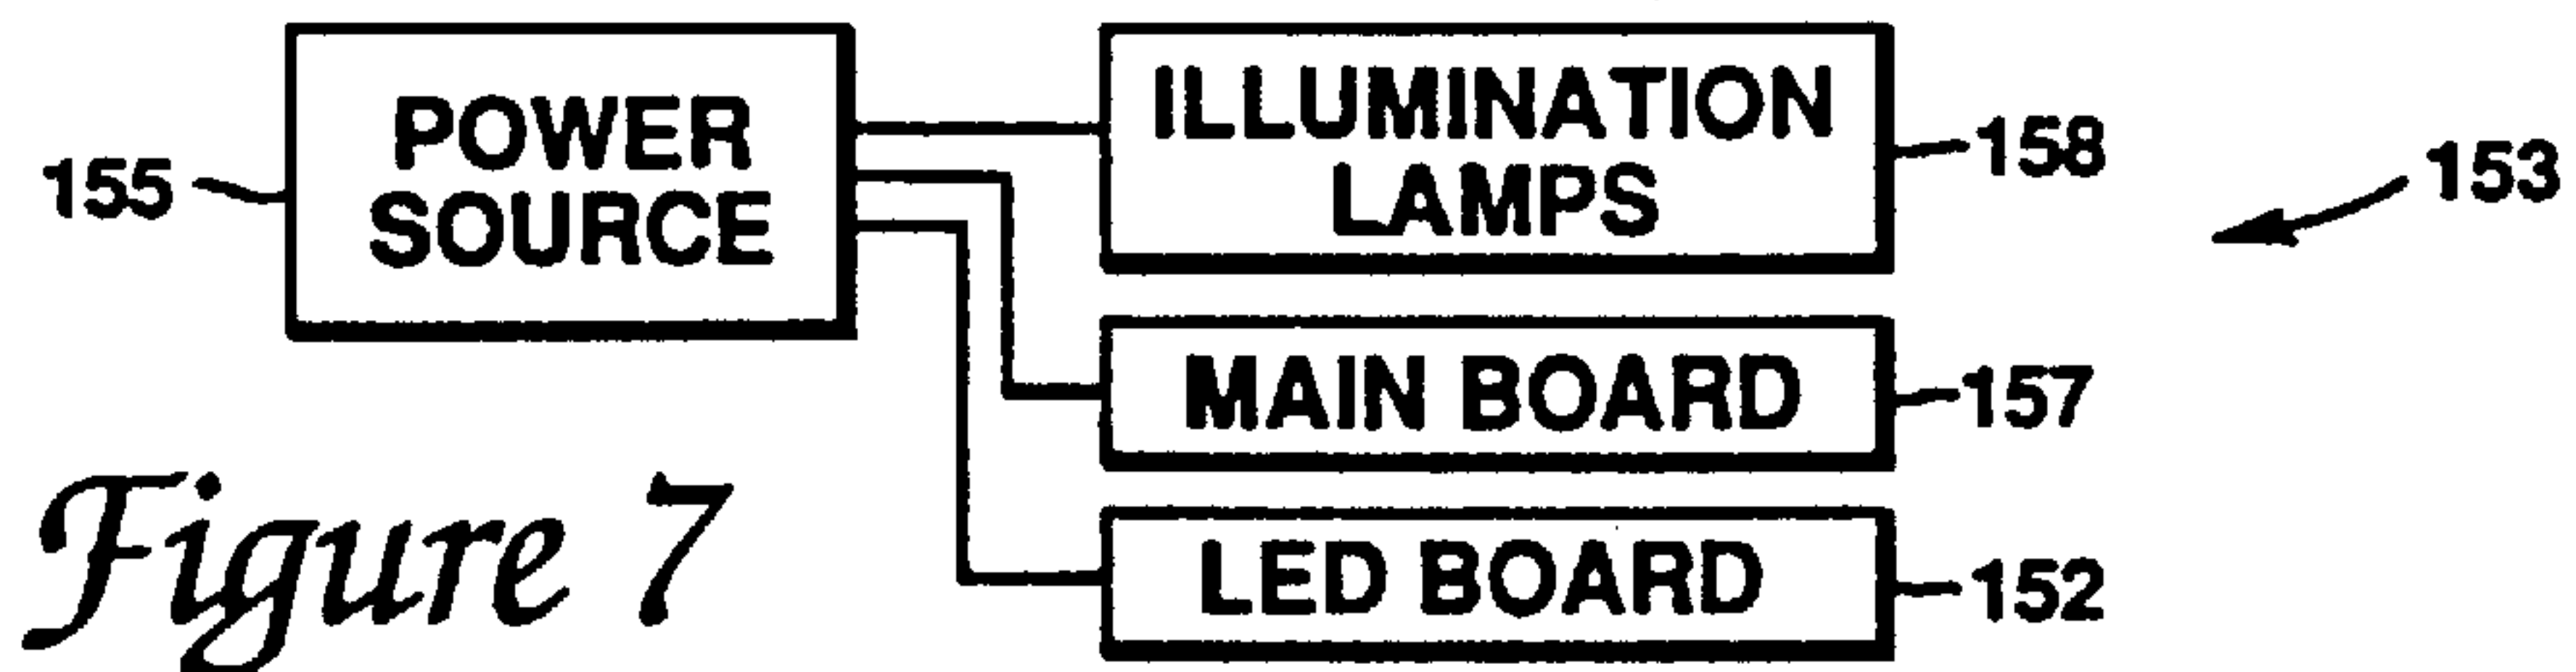 POWER
SOURCE
155
ILLUMINATION
LAMPS
158
153
MAIN BOARD
157
LED BOARD
152
Figure 7